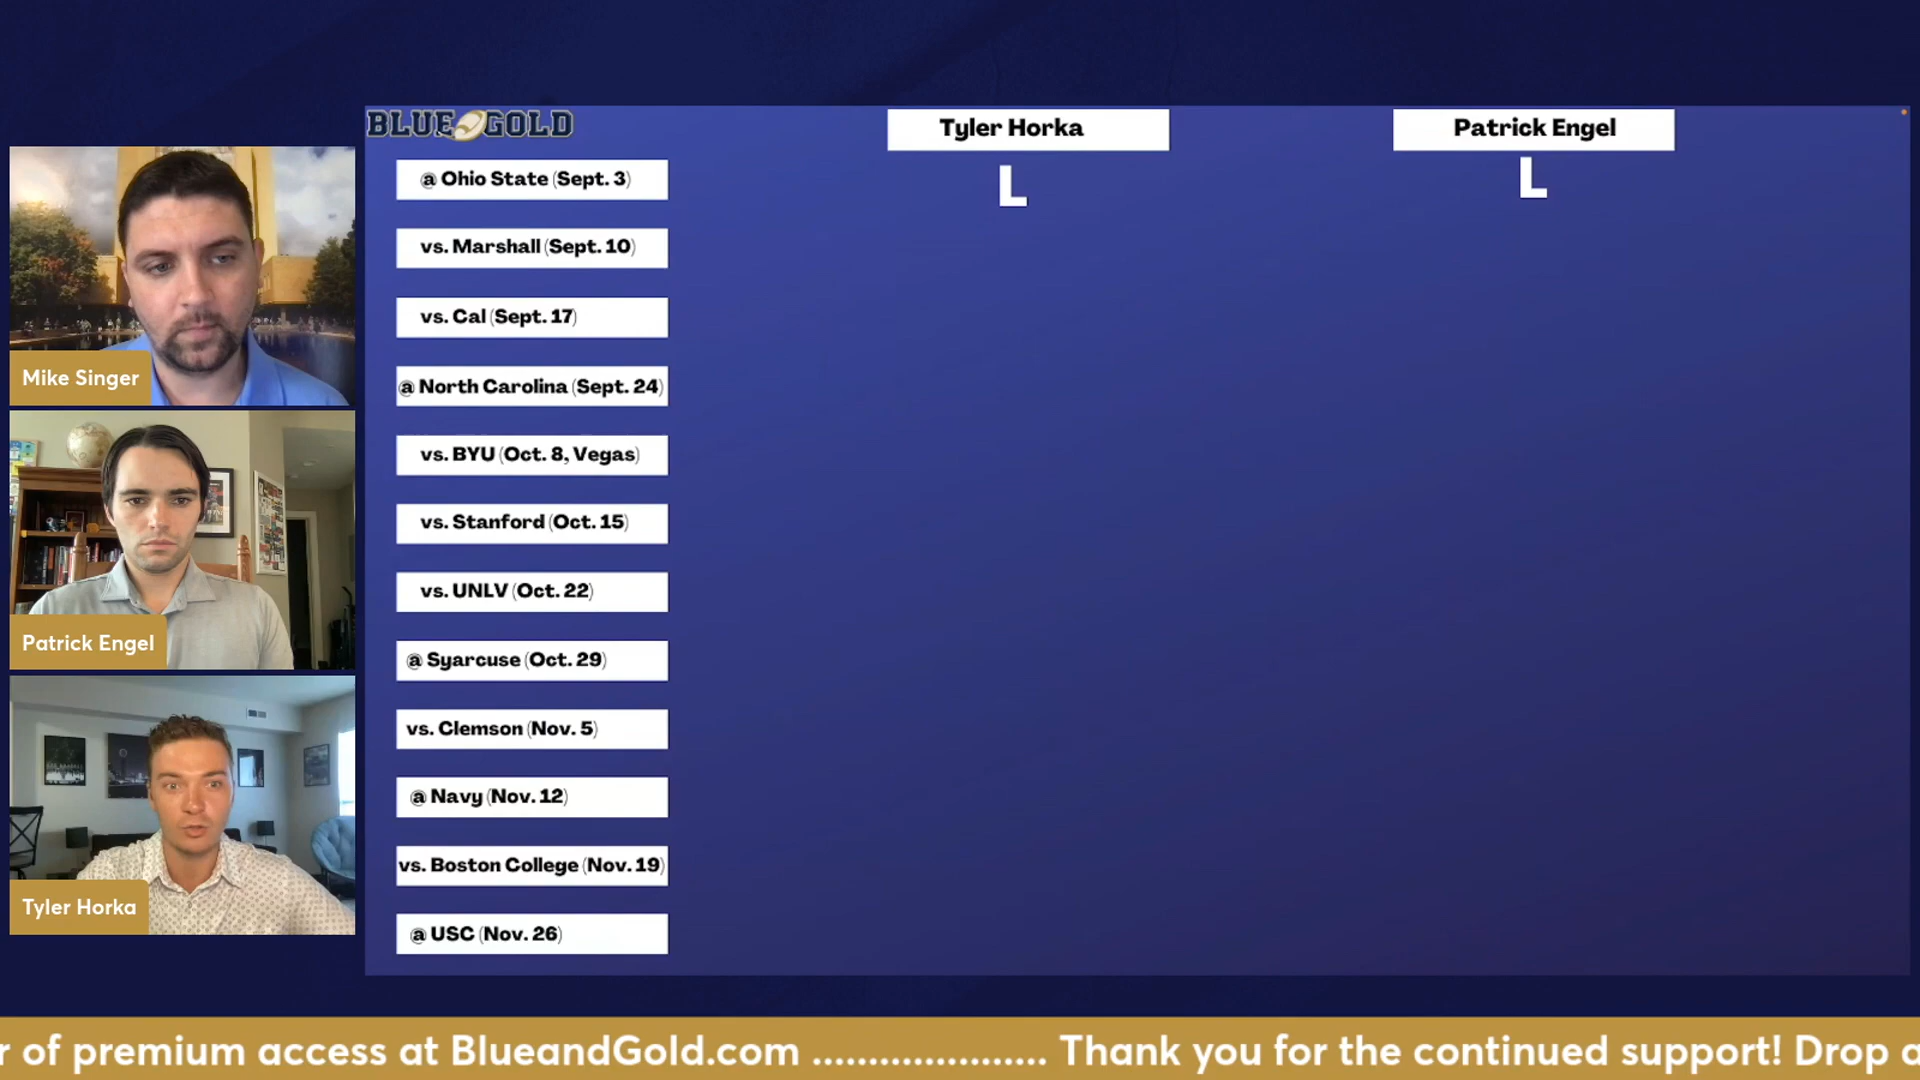 BLUE GOLD
Tyler Horka
Patrick Engel
@ Ohio State (Sept. 3)
L
L
vs. Marshall (Sept. 10)
vs. Cal (Sept. 17)
@ North Carolina (Sept. 24)
vs. BYU (Oct. 8, Vegas)
vs. Stanford (Oct. 15)
vs. UNLV (Oct. 22)
@ Syarcuse (Oct. 29)
vs. Clemson (Nov. 5)
@ Navy (Nov. 12)
vs. Boston College (Nov. 19)
@ USC (Nov. 26)
Mike Singer
Patrick Engel
Tyler Horka
r of premium access at BlueandGold.com ..................... Thank you for the continued support! Drop a